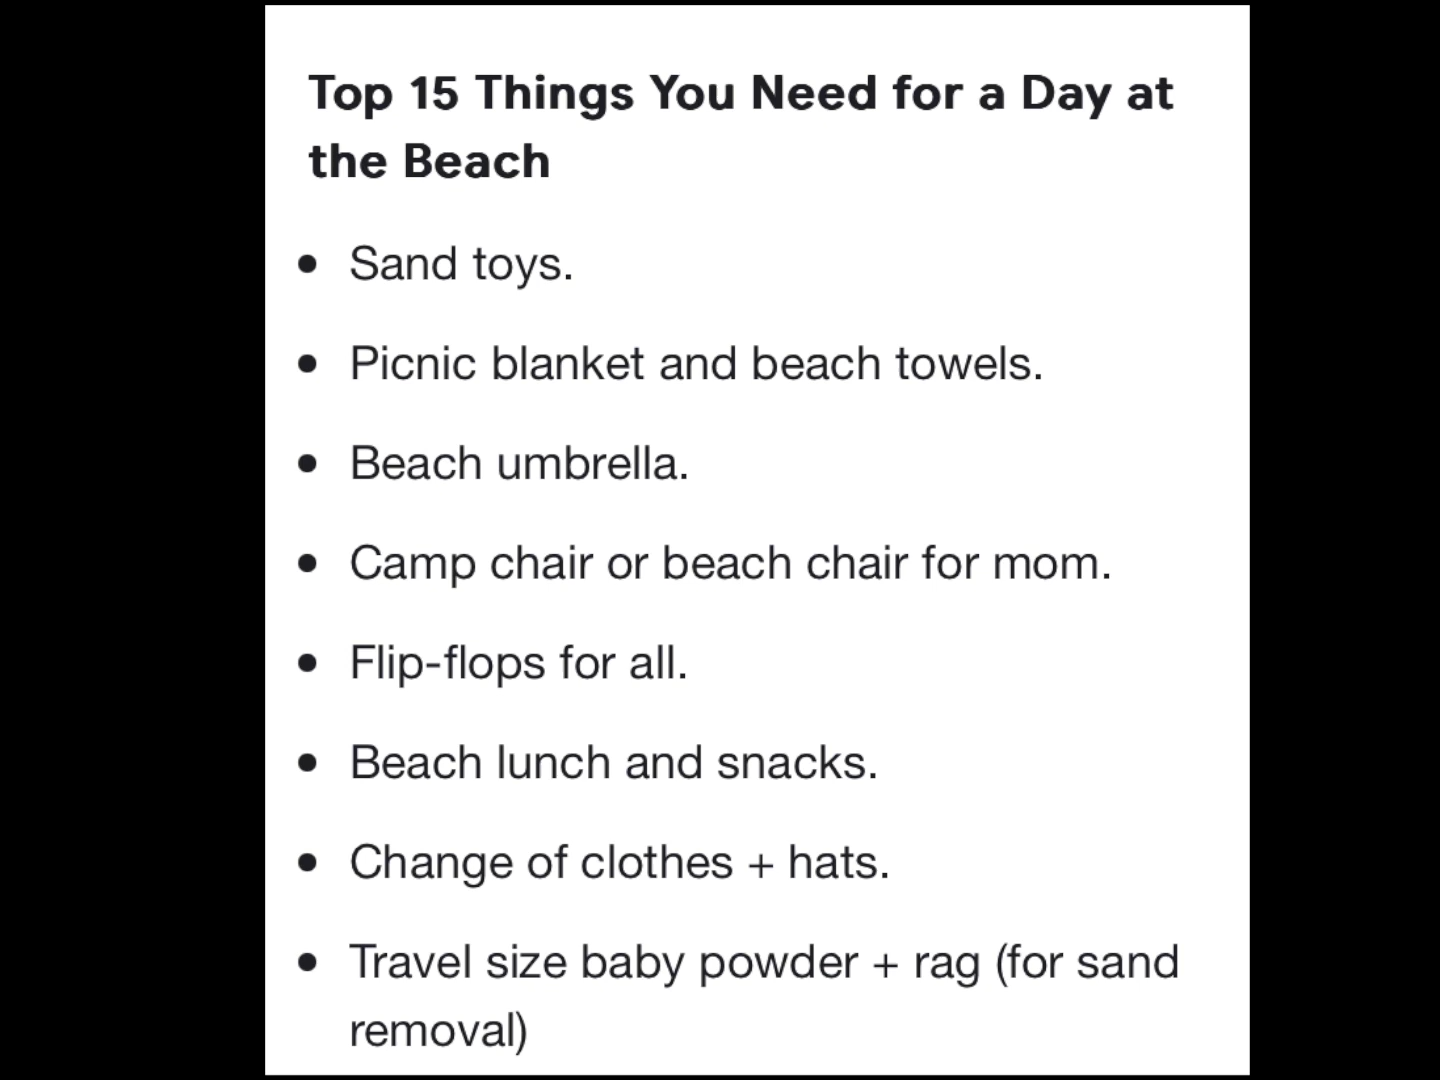 Top 15 Things You Need for a Day at
the Beach
• Sand toys.
• Picnic blanket and beach towels.
• Beach umbrella.
• Camp chair or beach chair for mom.
• Flip-flops for all.
• Beach lunch and snacks.
• Change of clothes + hats.
• Travel size baby powder + rag (for sand
removal)